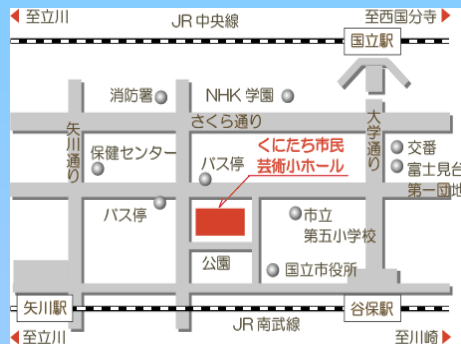 至立川
JR中央線
至西国分寺
国立駅
消防署
NHK学園
さくら通り
矢川通り
大学通り
保健センター
バス停
くにたち市民
芸術小ホール
交番
富士見台
第一団地
バス停
市立
第五小学校
公園
国立市役所
矢川駅
谷保駅
至立川
JR南武線
至川崎